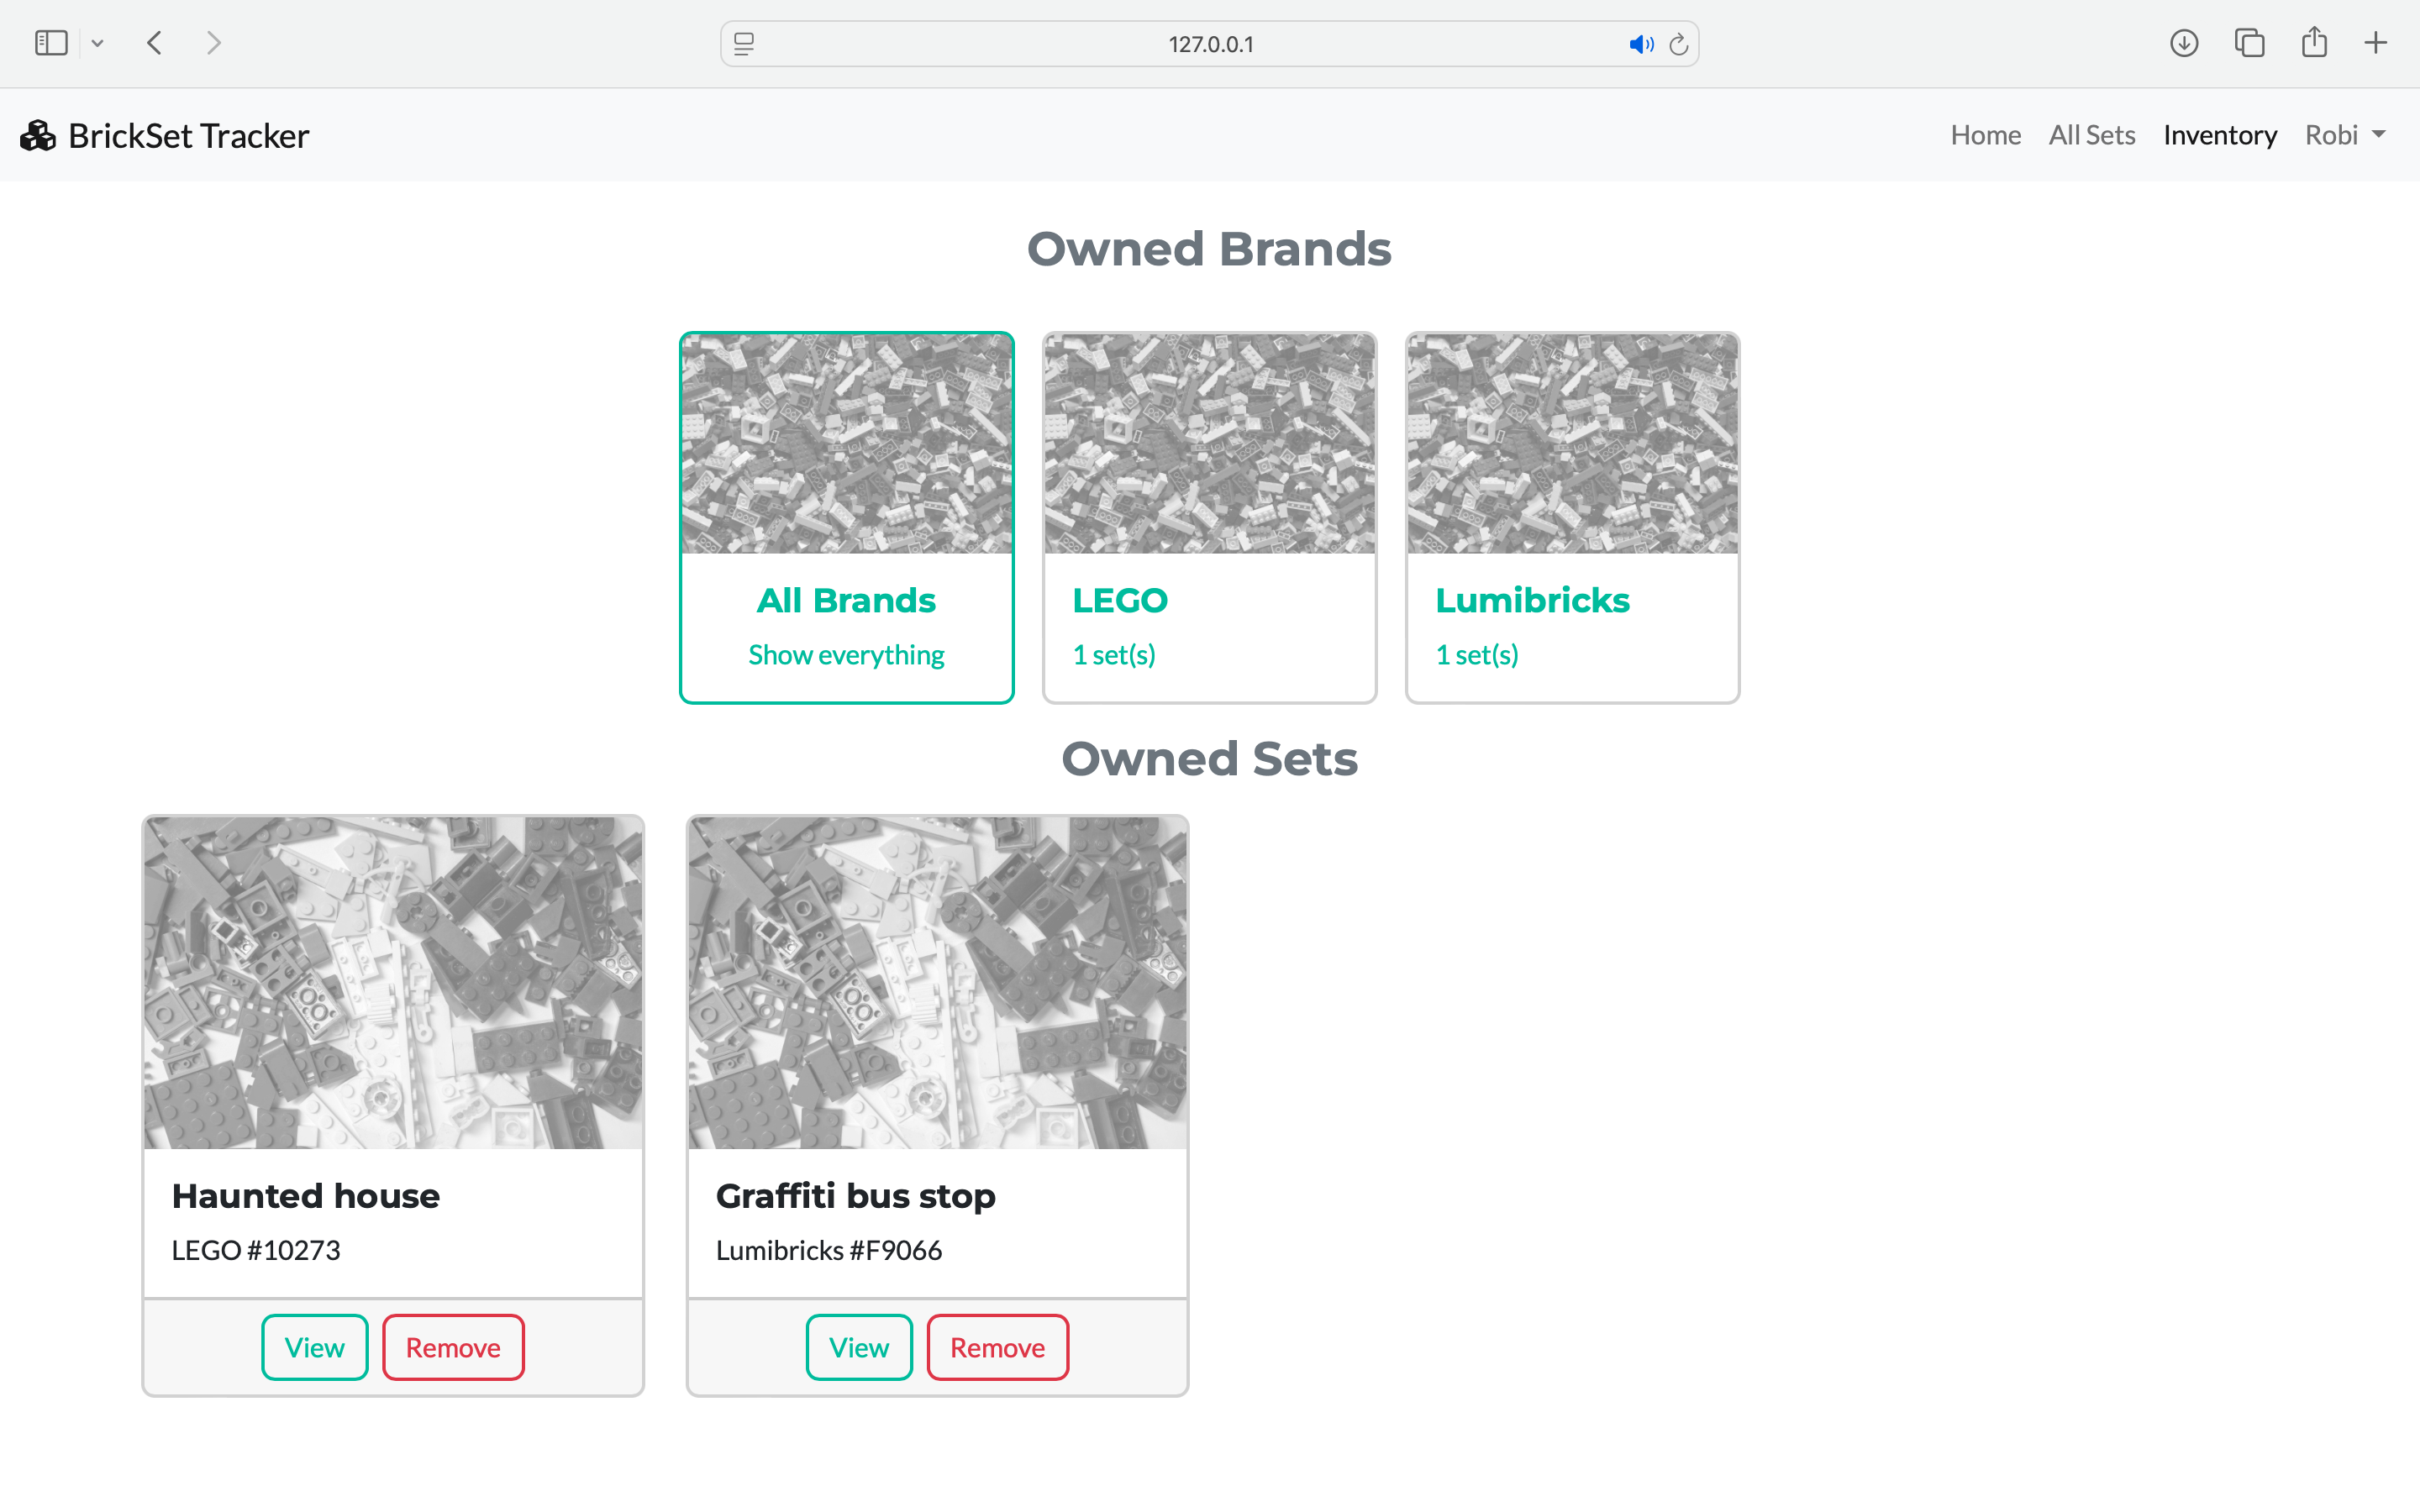 127.0.0.1
BrickSet Tracker
Home All Sets Inventory Robi
Owned Brands
All Brands
Show everything
LEGO
1 set(s)
Lumibricks
1 set(s)
Owned Sets
Haunted house
LEGO #10273
View Remove
Graffiti bus stop
Lumibricks #F9066
View Remove